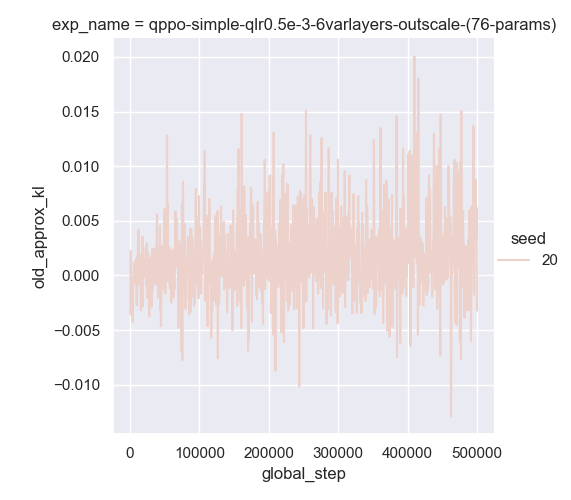 exp_name = qppo-simple-qlr0.5e-3-6varlayers-outscale-(76-params)
0.020
0.015
0.010
0.005
0.000
−0.005
−0.010
old_approx_kl
0 100000 200000 300000 400000 500000
global_step
seed
20